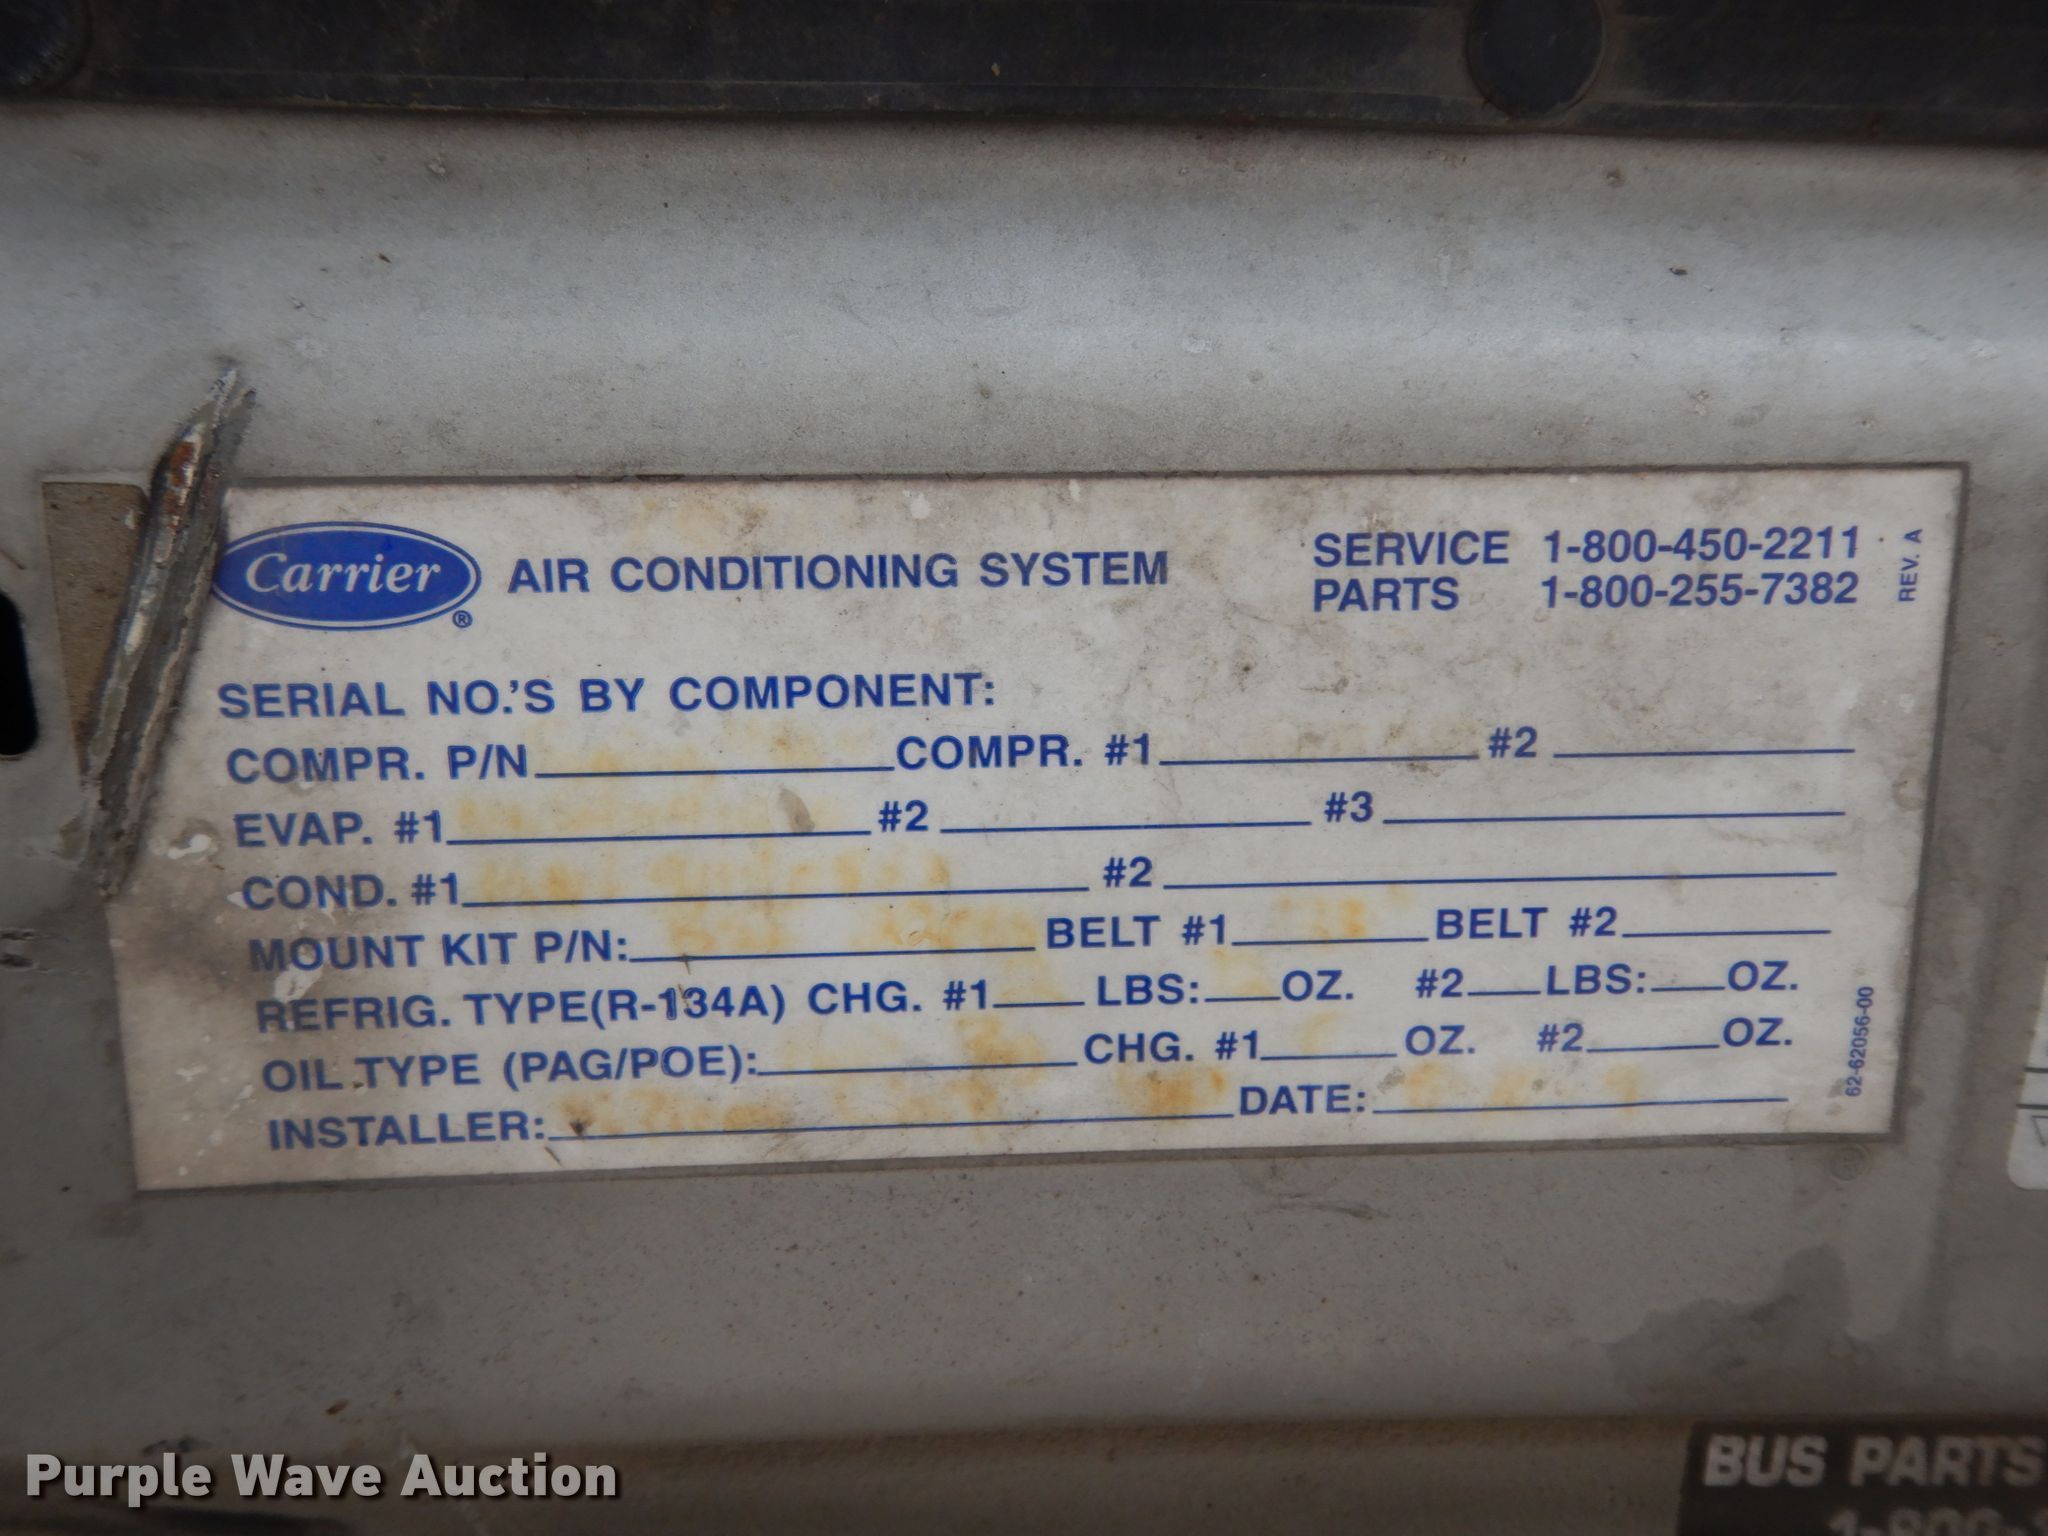 Carrier ® AIR CONDITIONING SYSTEM
SERVICE 1-800-450-2211
PARTS 1-800-255-7382
REV. A
SERIAL NO.'S BY COMPONENT:
COMPR. P/N COMPR. #1 #2
EVAP. #1 #2 #3
COND. #1 #2
MOUNT KIT P/N: BELT #1 BELT #2
REFRIG. TYPE(R-134A) CHG. #1 LBS: OZ. #2 LBS: OZ.
OIL TYPE (PAG/POE): CHG. #1 OZ. #2 OZ.
INSTALLER: DATE:
62-62056-00
BUS PARTS
Purple Wave Auction